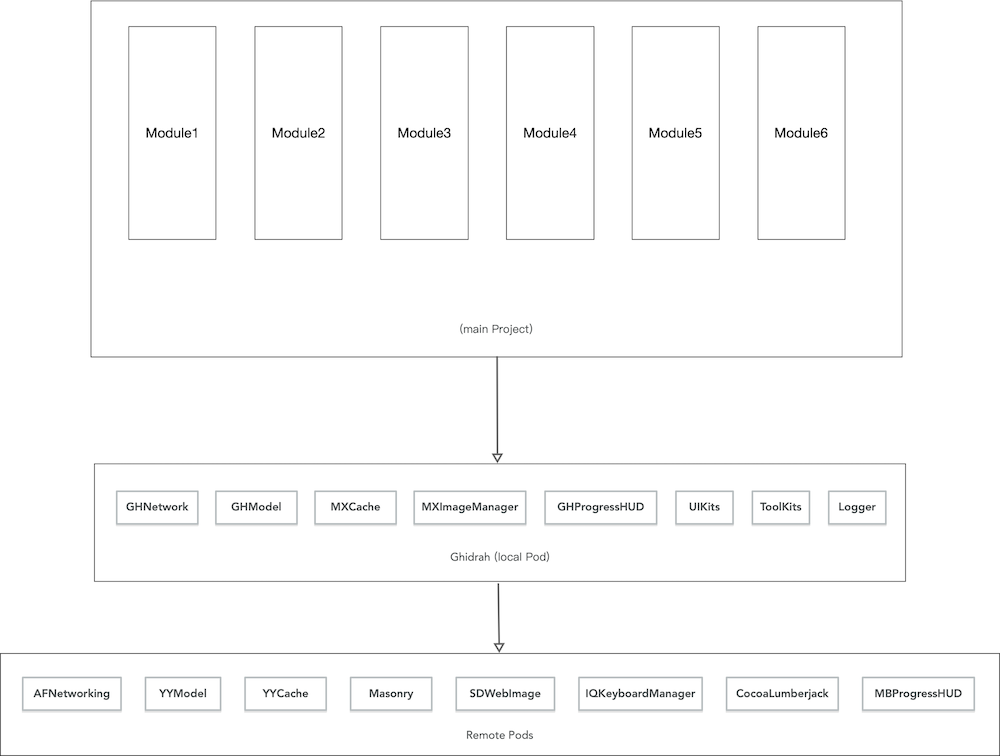 Module1
Module2
Module3
Module4
Module5
Module6
(main Project)
GHNetwork
GHModel
MXCache
MXImageManager
GHProgressHUD
UIKits
ToolKits
Logger
Ghidrah (local Pod)
AFNetworking
YYModel
YYCache
Masonry
SDWebImage
IQKeyboardManager
CocoaLumberjack
MBProgressHUD
Remote Pods